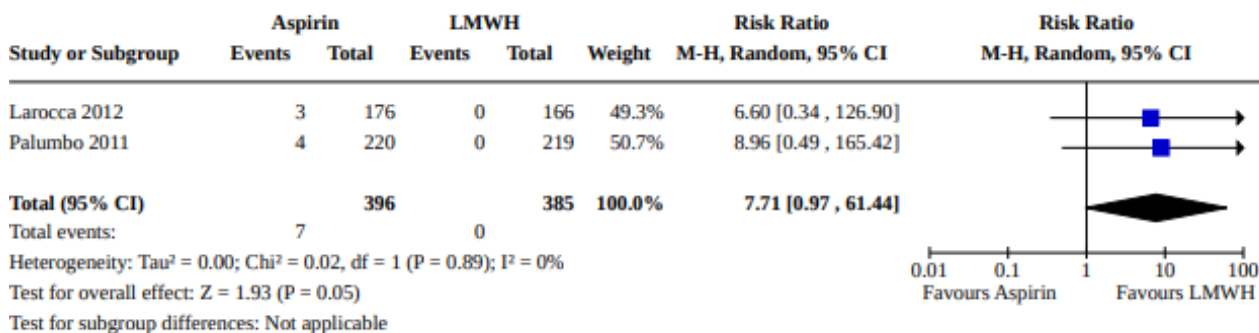 Aspirin LMWH Risk Ratio Risk Ratio
Study or Subgroup Events Total Events Total Weight M-H, Random, 95% CI M-H, Random, 95% CI
Larocca 2012 3 176 0 166 49.3% 6.60 [0.34 , 126.90]
Palumbo 2011 4 220 0 219 50.7% 8.96 [0.49 , 165.42]
Total (95% CI) 396 385 100.0% 7.71 [0.97 , 61.44]
Total events: 7 0
Heterogeneity: Tau² = 0.00; Chi² = 0.02, df = 1 (P = 0.89); I² = 0%
Test for overall effect: Z = 1.93 (P = 0.05)
Test for subgroup differences: Not applicable
0.01 0.1 1 10 100
Favours Aspirin Favours LMWH